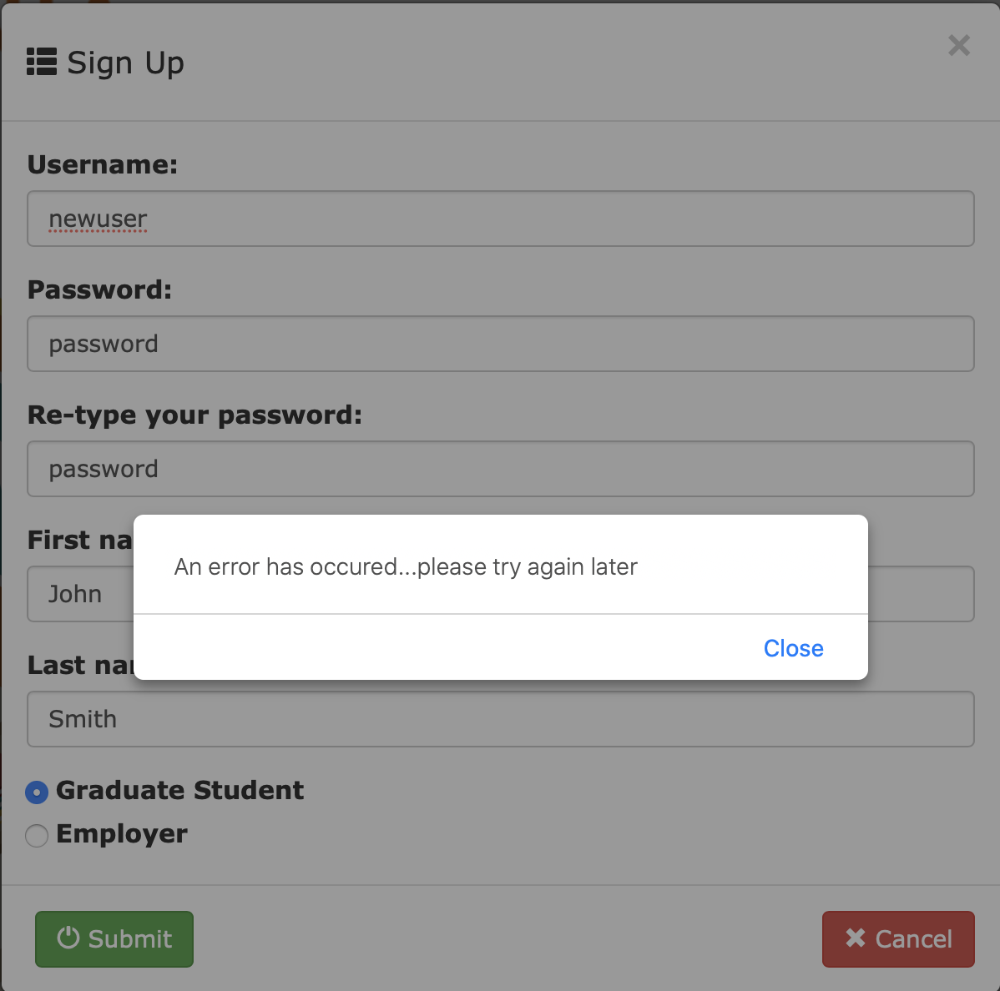 Sign Up
Username:
newuser
Password:
password
Re-type your password:
password
First na
John
An error has occured...please try again later
Close
Last nar
Smith
Graduate Student
Employer
Submit
Cancel